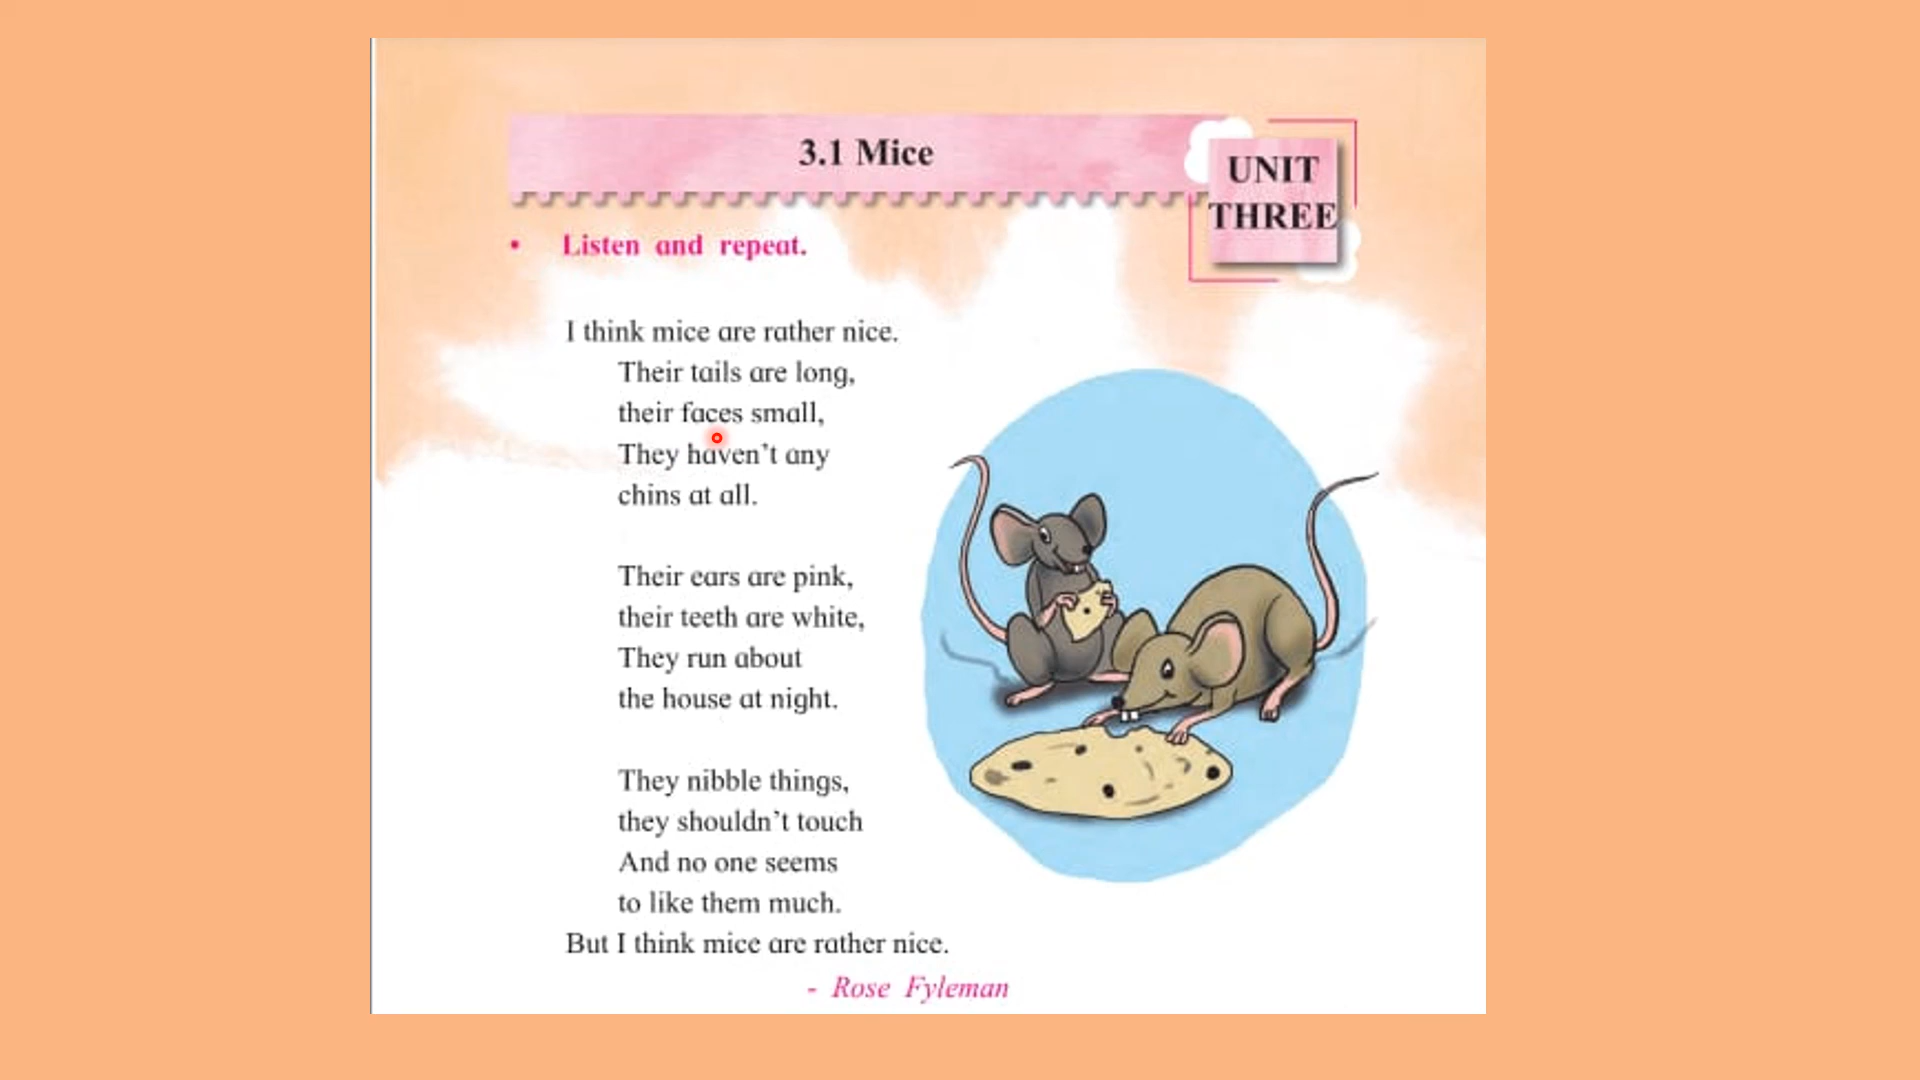 3.1 Mice
UNIT
THREE
• Listen and repeat.
I think mice are rather nice.
Their tails are long,
their faces small,
They haven't any
chins at all.
Their ears are pink,
their teeth are white,
They run about
the house at night.
They nibble things,
they shouldn't touch
And no one seems
to like them much.
But I think mice are rather nice.
- Rose Fyleman